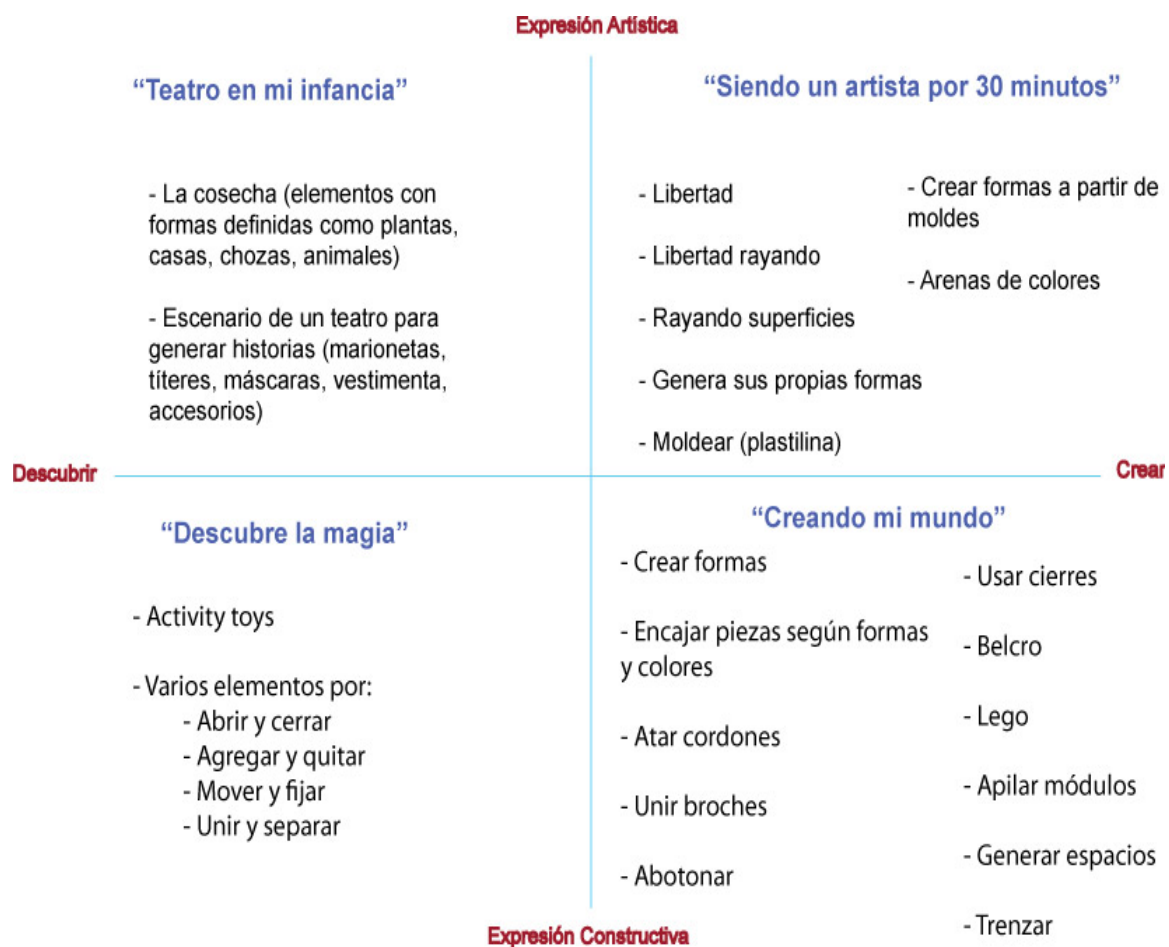 Expresión Artística
“Teatro en mi infancia”
- La cosecha (elementos con
formas definidas como plantas,
casas, chozas, animales)
- Escenario de un teatro para
generar historias (marionetas,
títeres, máscaras, vestimenta,
accesorios)
“Siendo un artista por 30 minutos”
- Libertad
- Libertad rayando
- Rayando superficies
- Genera sus propias formas
- Moldear (plastilina)
- Crear formas a partir de
moldes
- Arenas de colores
Descubrir
Crear
“Descubre la magia”
- Activity toys
- Varios elementos por:
- Abrir y cerrar
- Agregar y quitar
- Mover y fijar
- Unir y separar
“Creando mi mundo”
- Crear formas
- Encajar piezas según formas
y colores
- Atar cordones
- Unir broches
- Abotonar
- Usar cierres
- Belcro
- Lego
- Apilar módulos
- Generar espacios
- Trenzar
Expresión Constructiva